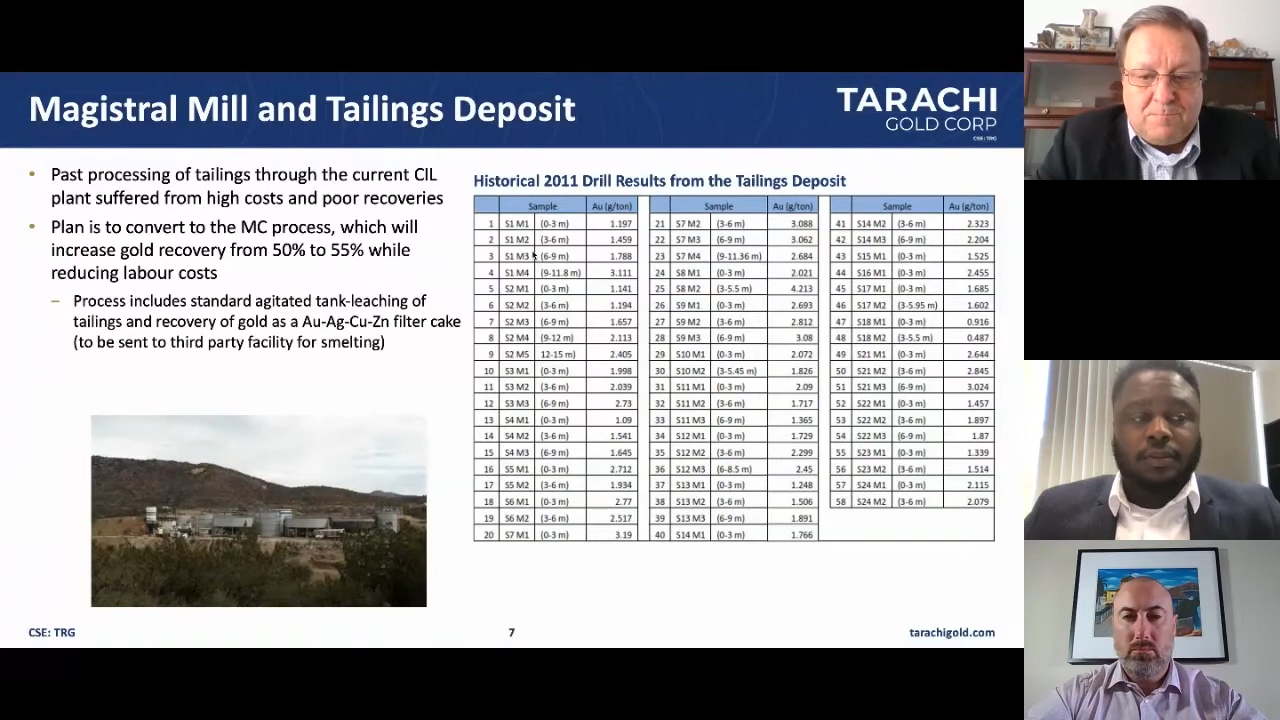 Magistral Mill and Tailings Deposit
TARACHI
GOLD CORP
CSE: TRG
• Past processing of tailings through the current CIL
plant suffered from high costs and poor recoveries
• Plan is to convert to the MC process, which will
increase gold recovery from 50% to 55% while
reducing labour costs
– Process includes standard agitated tank-leaching of
tailings and recovery of gold as a Au-Ag-Cu-Zn filter cake
(to be sent to third party facility for smelting)
Historical 2011 Drill Results from the Tailings Deposit
Sample Au (g/ton)
1 S1 M1 (0-3 m) 1.197
2 S1 M2 (3-6 m) 1.459
3 S1 M3 (6-9 m) 1.788
4 S1 M4 (9-11.8 m) 3.111
5 S2 M1 (0-3 m) 1.141
6 S2 M2 (3-6 m) 1.194
7 S2 M3 (6-9 m) 1.657
8 S2 M4 (9-12 m) 2.113
9 S2 M5 12-15 m) 2.405
10 S3 M1 (0-3 m) 1.998
11 S3 M2 (3-6 m) 2.039
12 S3 M3 (6-9 m) 2.73
13 S4 M1 (0-3 m) 1.09
14 S4 M2 (3-6 m) 1.541
15 S4 M3 (6-9 m) 1.645
16 S5 M1 (0-3 m) 2.712
17 S5 M2 (3-6 m) 1.934
18 S6 M1 (0-3 m) 2.77
19 S6 M2 (3-6 m) 2.517
20 S7 M1 (0-3 m) 3.19
Sample Au (g/ton)
21 S7 M2 (3-6 m) 3.088
22 S7 M3 (6-9 m) 3.062
23 S7 M4 (9-11.36 m) 2.684
24 S8 M1 (0-3 m) 2.021
25 S8 M2 (3-5.5 m) 4.213
26 S9 M1 (0-3 m) 2.693
27 S9 M2 (3-6 m) 2.812
28 S9 M3 (6-9 m) 3.08
29 S10 M1 (0-3 m) 2.072
30 S10 M2 (3-5.45 m) 1.826
31 S11 M1 (0-3 m) 2.09
32 S11 M2 (3-6 m) 1.717
33 S11 M3 (6-9 m) 1.365
34 S12 M1 (0-3 m) 1.729
35 S12 M2 (3-6 m) 2.299
36 S12 M3 (6-8.5 m) 2.45
37 S13 M1 (0-3 m) 1.248
38 S13 M2 (3-6 m) 1.506
39 S13 M3 (6-9 m) 1.891
40 S14 M1 (0-3 m) 1.766
Sample Au (g/ton)
41 S14 M2 (3-6 m) 2.323
42 S14 M3 (6-9 m) 2.204
43 S15 M1 (0-3 m) 1.525
44 S16 M1 (0-3 m) 2.455
45 S17 M1 (0-3 m) 1.685
46 S17 M2 (3-5.95 m) 1.602
47 S18 M1 (0-3 m) 0.916
48 S18 M2 (3-5.5 m) 0.487
49 S21 M1 (0-3 m) 2.644
50 S21 M2 (3-6 m) 2.845
51 S21 M3 (6-9 m) 3.024
52 S22 M1 (0-3 m) 1.457
53 S22 M2 (3-6 m) 1.897
54 S22 M3 (6-9 m) 1.87
55 S23 M1 (0-3 m) 1.339
56 S23 M2 (3-6 m) 1.514
57 S24 M1 (0-3 m) 2.115
58 S24 M2 (3-6 m) 2.079
CSE: TRG
7
tarachigold.com